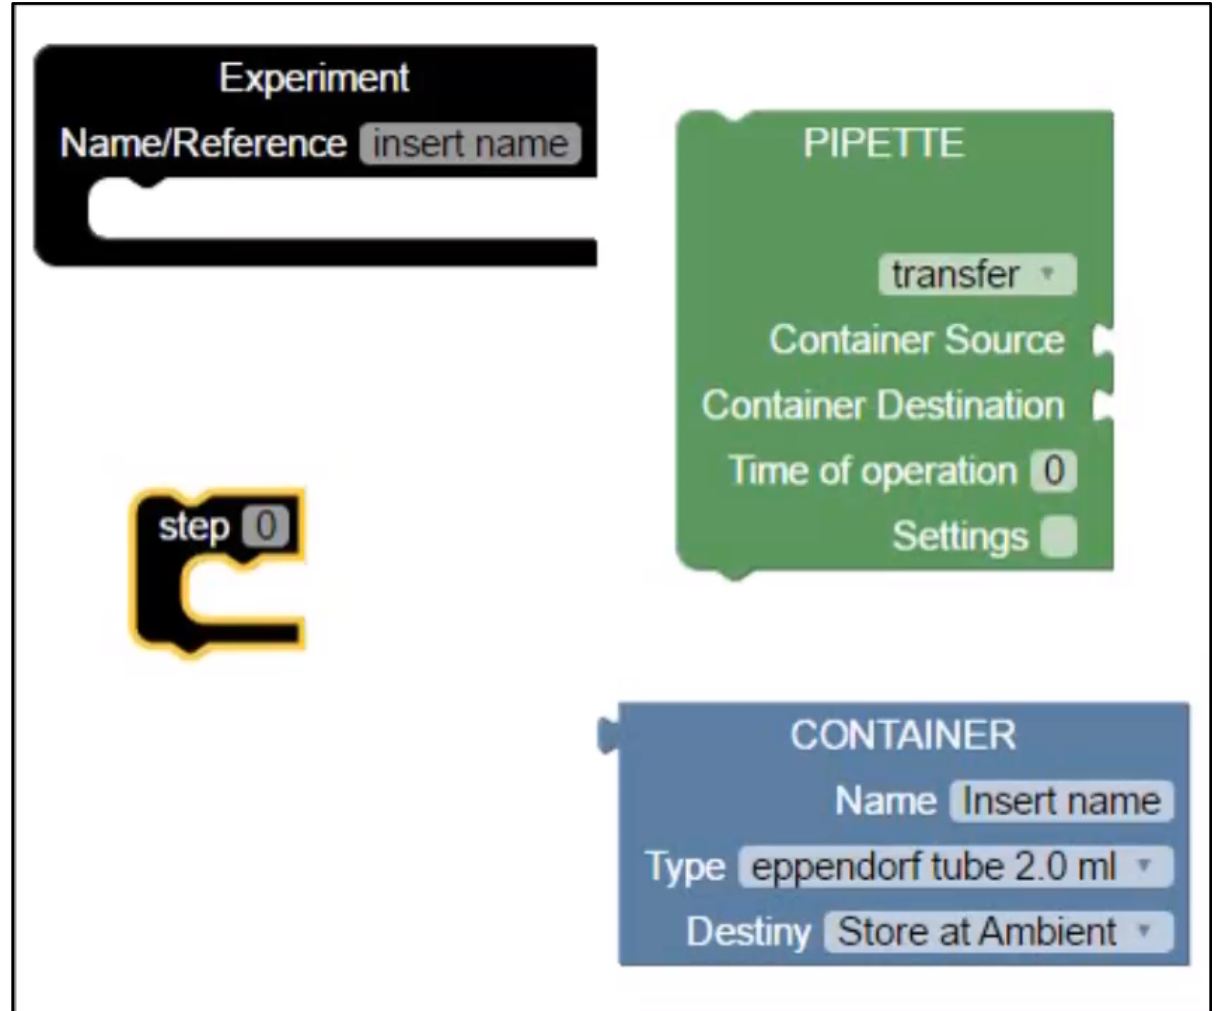 Experiment
Name/Reference insert name
PIPETTE
transfer
Container Source
Container Destination
Time of operation 0
Settings
step 0
CONTAINER
Name Insert name
Type eppendorf tube 2.0 ml
Destiny Store at Ambient